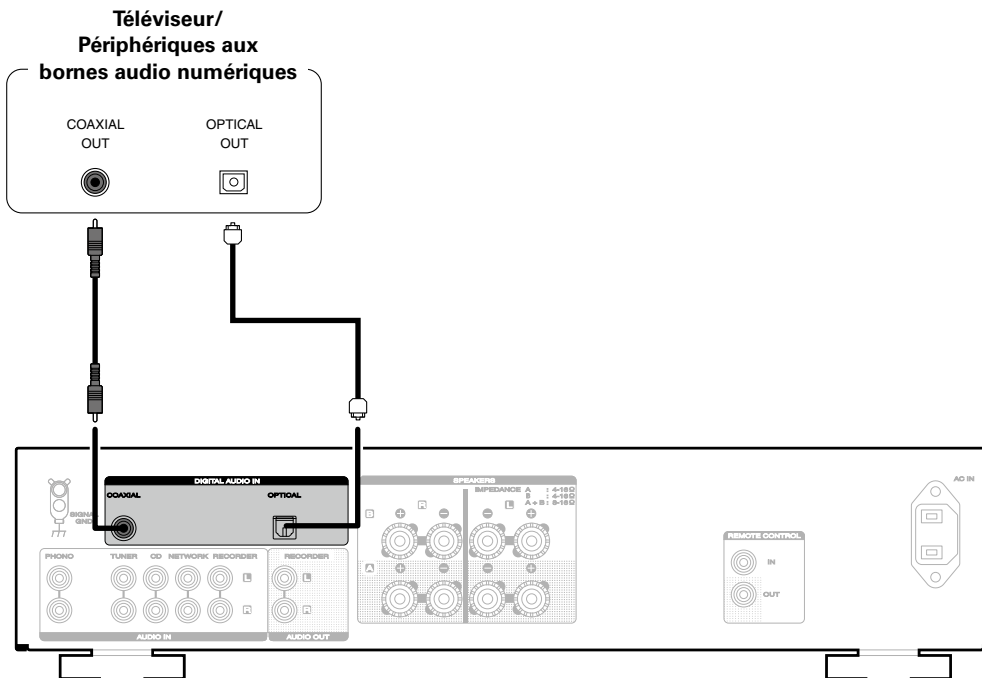 Téléviseur/
Périphériques aux
bornes audio numériques
COAXIAL
OUT
OPTICAL
OUT
DIGITAL AUDIO IN
COAXIAL
OPTICAL
SIGNAL
GND
SPEAKERS
IMPEDANCE A : 4-16Ω
B : 4-16Ω
A + B : 8-16Ω
R
L
B
A
AC IN
REMOTE CONTROL
IN
OUT
PHONO
TUNER
CD
NETWORK
RECORDER
RECORDER
L
L
R
R
AUDIO IN
AUDIO OUT